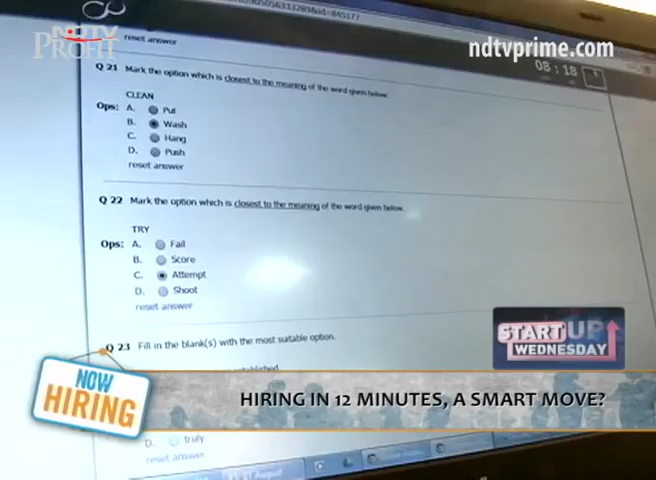 NDTV
PROFIT
ndtvprime.com
reset answer
08 : 18
Q 21 Mark the option which is closest to the meaning of the word given below.
CLEAN
Ops: A. Put
B. Wash
C. Hang
D. Push
reset answer
Q 22 Mark the option which is closest to the meaning of the word given below.
TRY
Ops: A. Fail
B. Score
C. Attempt
D. Shoot
reset answer
Q 23 Fill in the blank(s) with the most suitable option.
START UP
WEDNESDAY
NOW
HIRING
HIRING IN 12 MINUTES, A SMART MOVE?
D. truly
reset answer